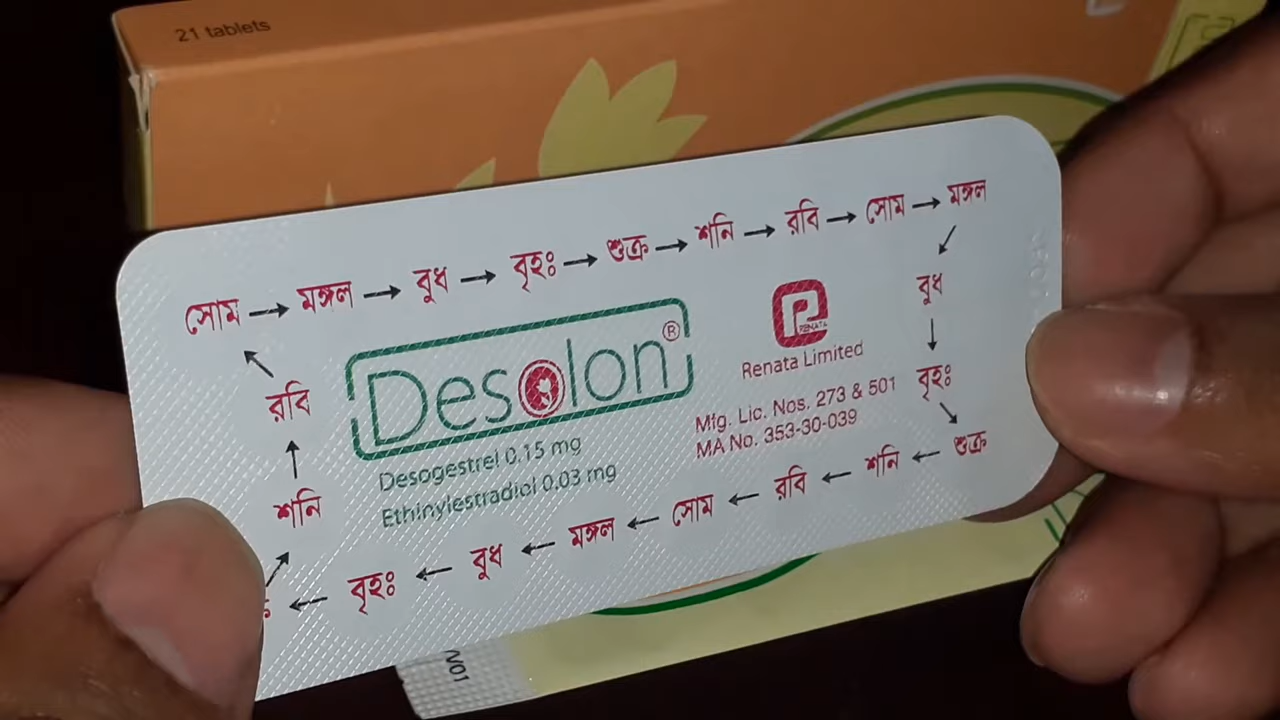 21 tablets
সোম → মঙ্গল → বুধ → বৃহঃ → শুক্র → শনি → রবি → সোম → মঙ্গল
বুধ
বৃহঃ
শুক্র ← শনি ← রবি ← সোম ← মঙ্গল ← বুধ ← বৃহঃ ←
শনি
রবি
Desolon®
Desogestrel 0.15 mg
Ethinylestradiol 0.03 mg
RENATA
Renata Limited
Mfg. Lic. Nos. 273 & 501
MA No. 353-30-039